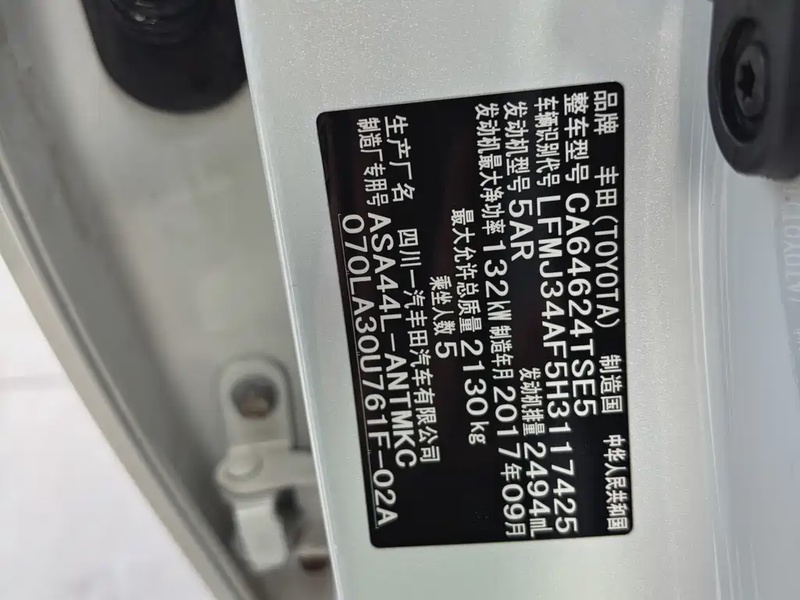 品牌 丰田(TOYOTA) 制造国 中华人民共和国
整车型号 CA64624TSE5
车辆识别代号 LFMJ34AF5H3117425
发动机型号 5AR 发动机排量 2494mL
发动机最大净功率 132kW 制造年月 2017年09月
最大允许总质量 2130kg
乘坐人数 5
生产厂名 四川一汽丰田汽车有限公司
制造厂专用号 ASA44L-ANTMKC
070LA30U761F-02A